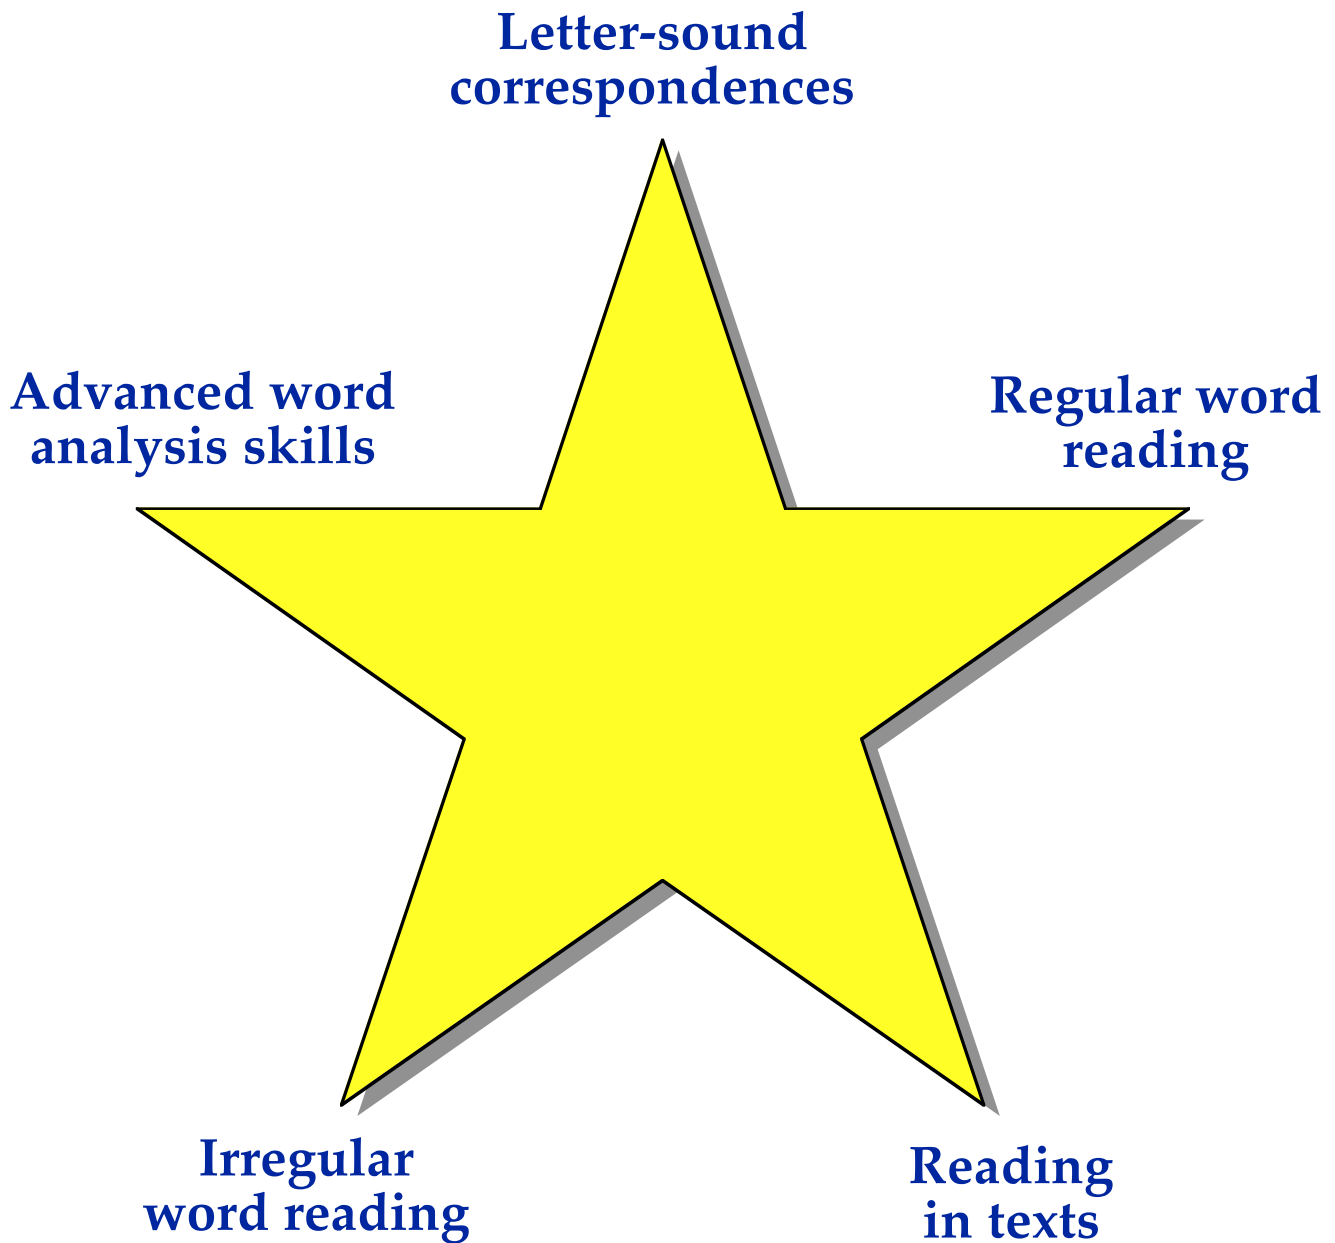 Letter-sound
correspondences
Advanced word
analysis skills
Regular word
reading
Irregular
word reading
Reading
in texts